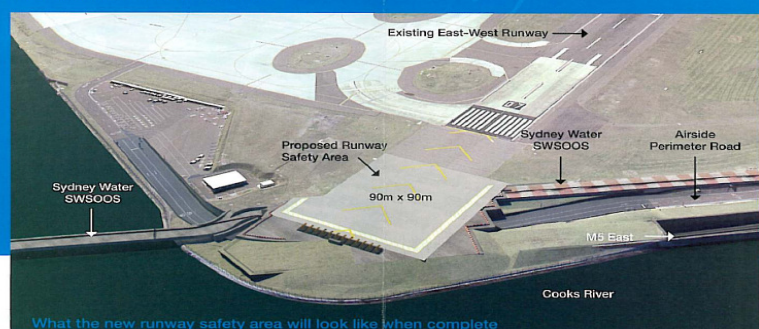 Existing East-West Runway
Proposed Runway
Safety Area
Sydney Water
SWSOOS
Airside
Perimeter Road
90m x 90m
Sydney Water
SWSOOS
M5 East
Cooks River
What the new runway safety area will look like when complete